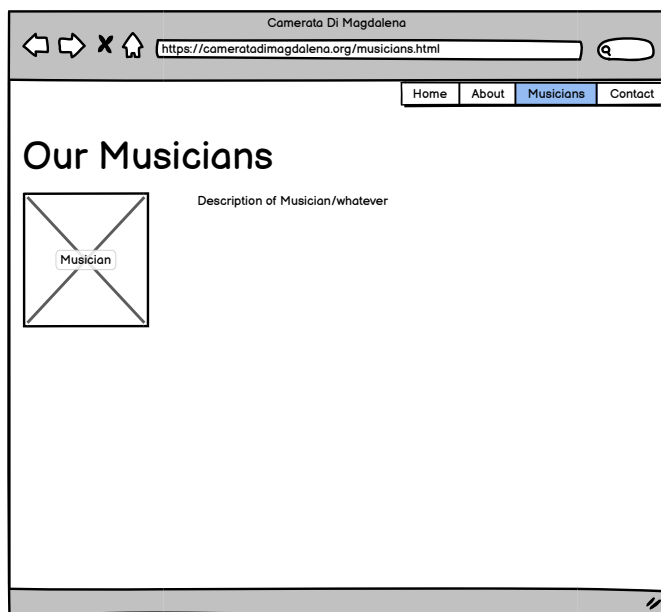 Camerata Di Magdalena
https://cameratadimagdalena.org/musicians.html
Home About Musicians Contact
Our Musicians
Description of Musician/whatever
Musician